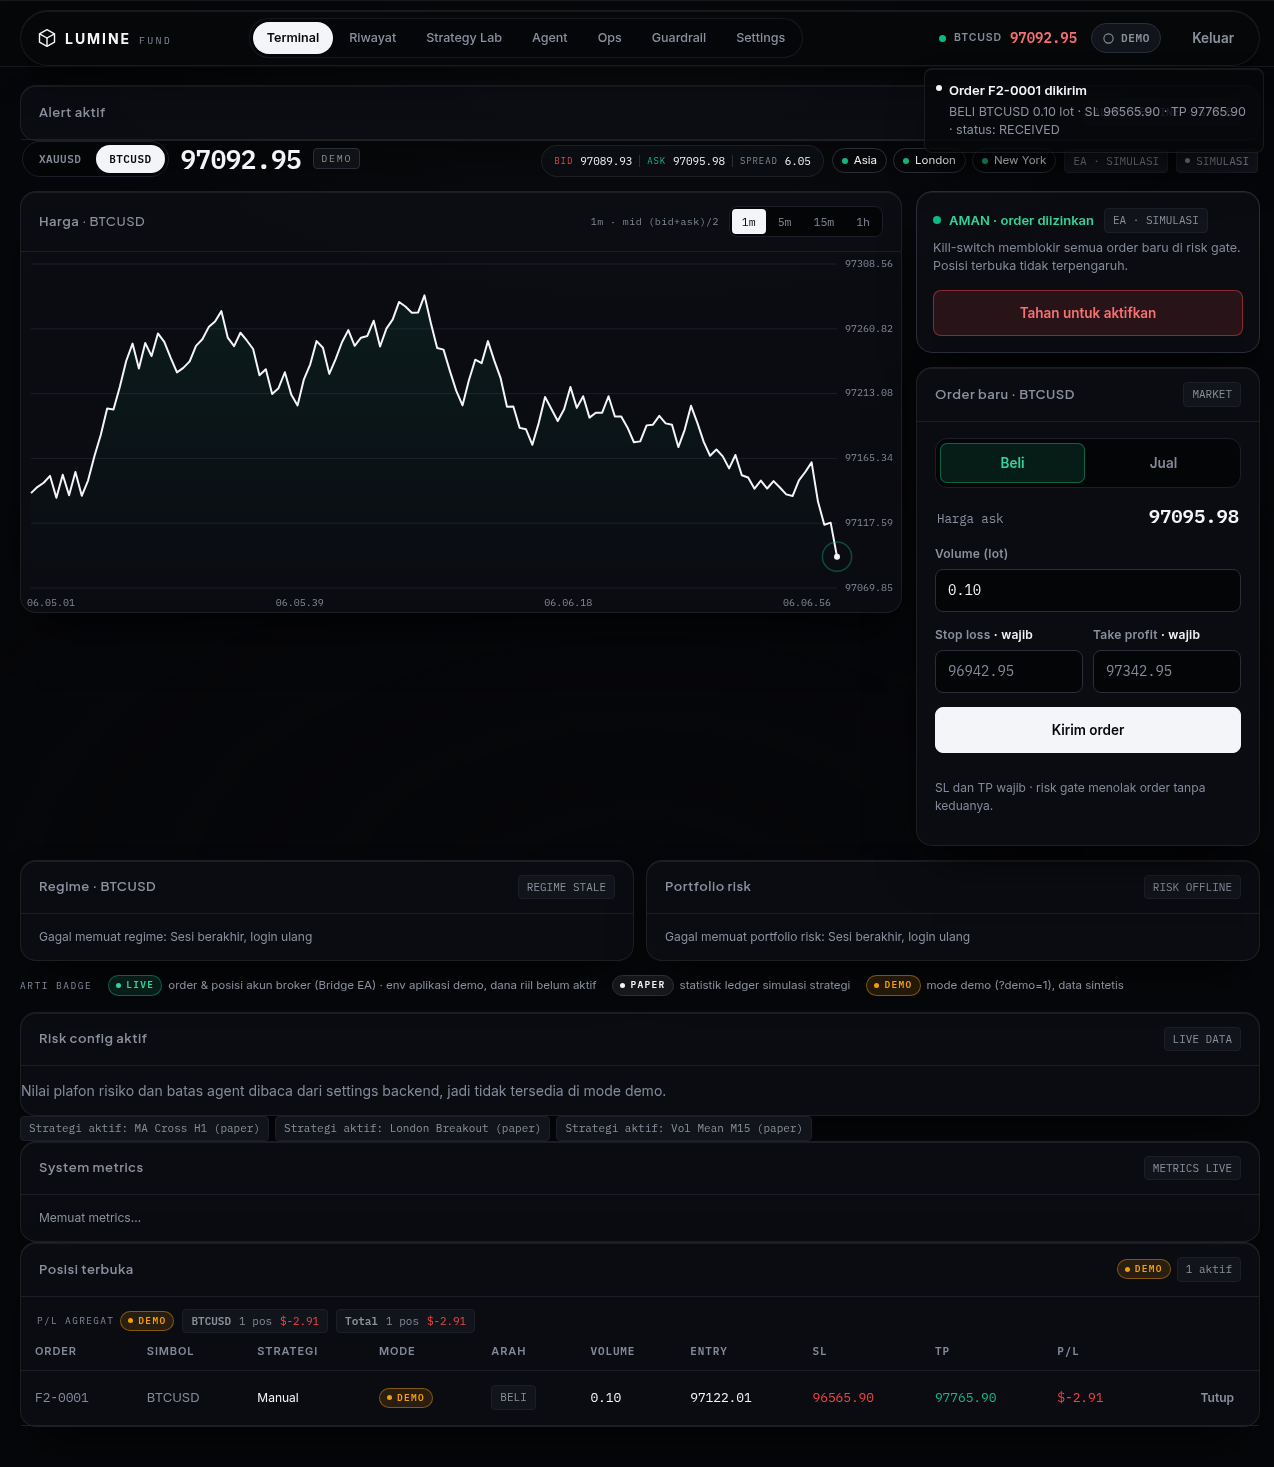 LUMINE FUND
Terminal Riwayat Strategy Lab Agent Ops Guardrail Settings
BTCUSD 97092.95 DEMO Keluar
Alert aktif
Order F2-0001 dikirim
BELI BTCUSD 0.10 lot · SL 96565.90 · TP 97765.90
· status: RECEIVED
XAUUSD BTCUSD 97092.95 DEMO
BID 97089.93 ASK 97095.98 SPREAD 6.05
Asia London New York EA · SIMULASI SIMULASI
Harga · BTCUSD
1m · mid (bid+ask)/2 1m 5m 15m 1h
97308.56
97260.82
97213.08
97165.34
97117.59
97069.85
06.05.01 06.05.39 06.06.18 06.06.56
AMAN · order diizinkan EA · SIMULASI
Kill-switch memblokir semua order baru di risk gate.
Posisi terbuka tidak terpengaruh.
Tahan untuk aktifkan
Order baru · BTCUSD MARKET
Beli Jual
Harga ask 97095.98
Volume (lot)
0.10
Stop loss · wajib Take profit · wajib
96942.95 97342.95
Kirim order
SL dan TP wajib · risk gate menolak order tanpa
keduanya.
Regime · BTCUSD REGIME STALE
Gagal memuat regime: Sesi berakhir, login ulang
Portfolio risk RISK OFFLINE
Gagal memuat portfolio risk: Sesi berakhir, login ulang
ARTI BADGE LIVE order & posisi akun broker (Bridge EA) · env aplikasi demo, dana riil belum aktif PAPER statistik ledger simulasi strategi DEMO mode demo (?demo=1), data sintetis
Risk config aktif LIVE DATA
Nilai plafon risiko dan batas agent dibaca dari settings backend, jadi tidak tersedia di mode demo.
Strategi aktif: MA Cross H1 (paper) Strategi aktif: London Breakout (paper) Strategi aktif: Vol Mean M15 (paper)
System metrics METRICS LIVE
Memuat metrics…
Posisi terbuka DEMO 1 aktif
P/L AGREGAT DEMO BTCUSD 1 pos $-2.91 Total 1 pos $-2.91
ORDER SIMBOL STRATEGI MODE ARAH VOLUME ENTRY SL TP P/L
F2-0001 BTCUSD Manual DEMO BELI 0.10 97122.01 96565.90 97765.90 $-2.91 Tutup